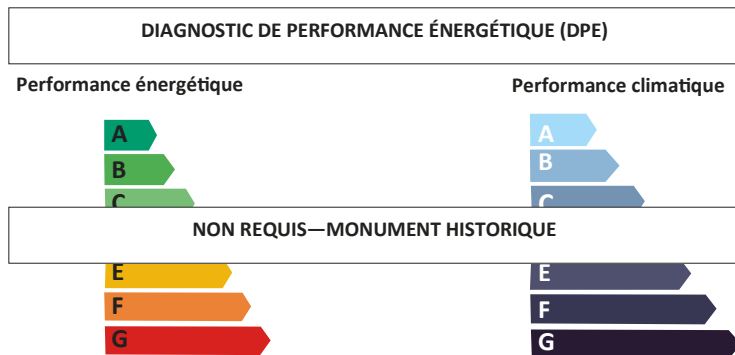 DIAGNOSTIC DE PERFORMANCE ÉNERGÉTIQUE (DPE)
Performance énergétique
Performance climatique
A
A
B
B
C
C
NON REQUIS—MONUMENT HISTORIQUE
E
E
F
F
G
G